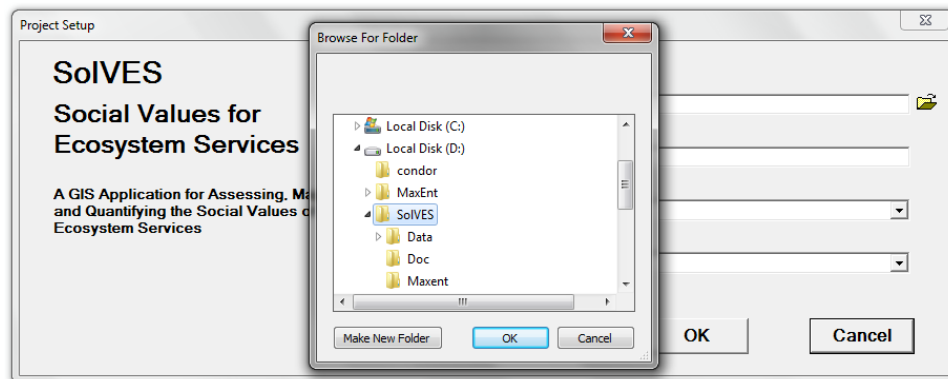 Project Setup
SolVES
Social Values for
Ecosystem Services
A GIS Application for Assessing, Ma
and Quantifying the Social Values o
Ecosystem Services
Browse For Folder
Local Disk (C:)
Local Disk (D:)
condor
MaxEnt
SolVES
Data
Doc
Maxent
Make New Folder
OK
Cancel
OK
Cancel